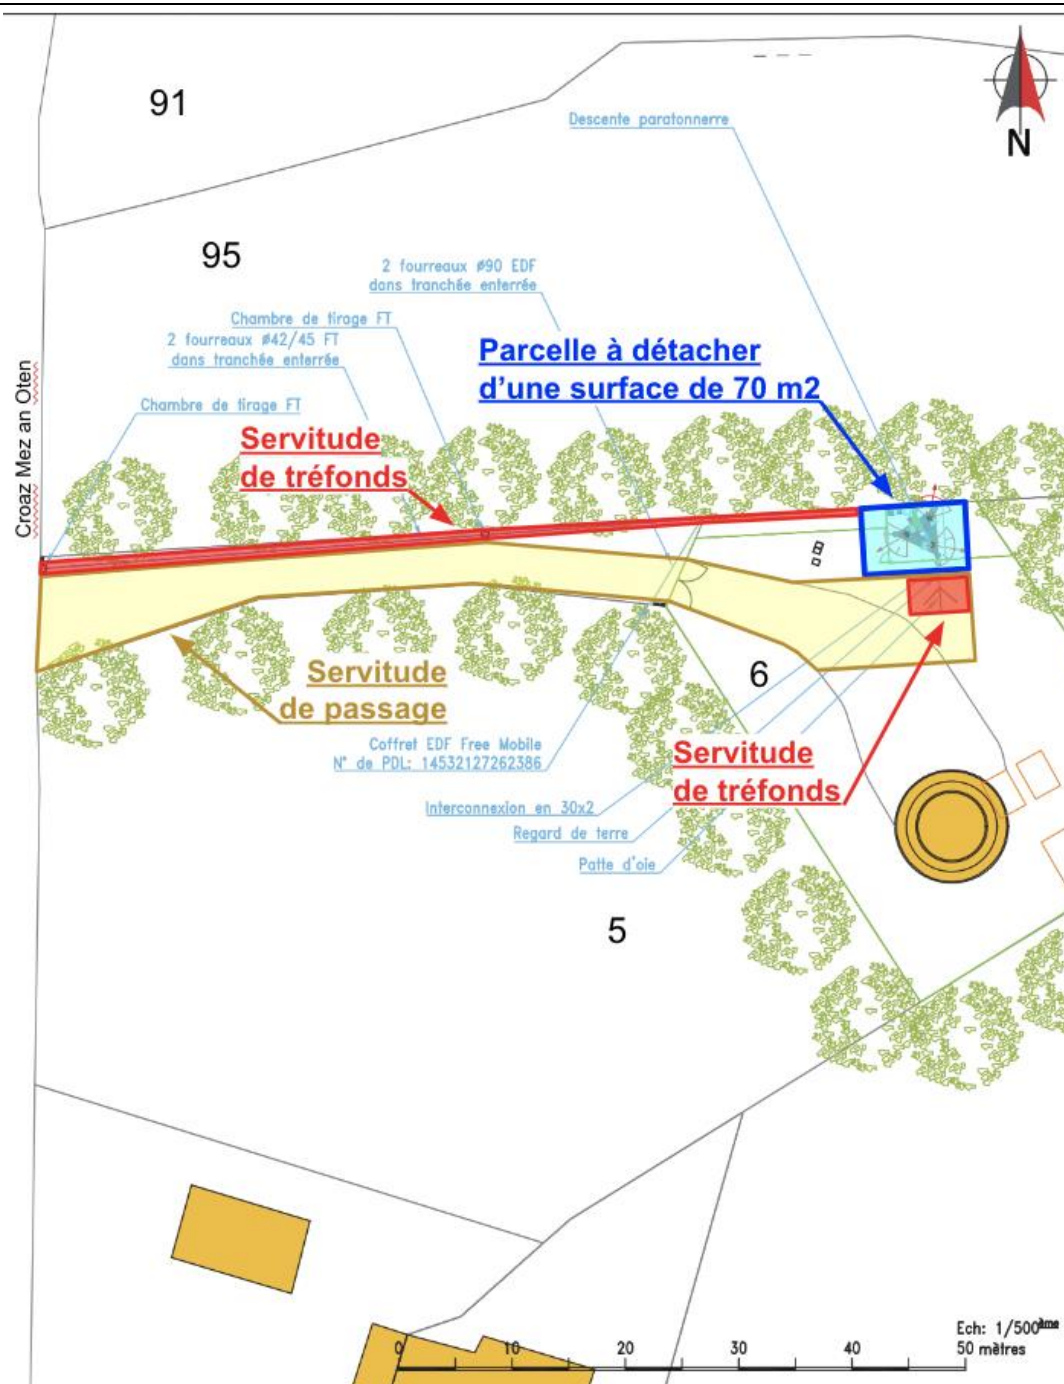 91
Descente paratonnerre
N
95
2 fourreaux ø90 EDF
dans tranchée enterrée
Chambre de tirage FT
2 fourreaux ø42/45 FT
dans tranchée enterrée
Chambre de tirage FT
Parcelle à détacher
d'une surface de 70 m2
Croaz Mez an Oten
Servitude
de tréfonds
Servitude
de passage
6
Coffret EDF Free Mobile
N° de PDL: 14532127262386
Servitude
de tréfonds
Interconnexion en 30x2
Regard de terre
Patte d'oie
5
Ech: 1/500ème
0 10 20 30 40 50 mètres